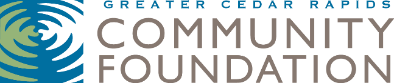 GREATER CEDAR RAPIDS
COMMUNITY
FOUNDATION